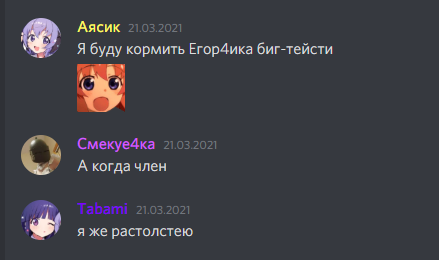 Аясик 21.03.2021
Я буду кормить Егор4ика биг-тейсти
Смекуе4ка 21.03.2021
А когда член
Tabami 21.03.2021
я же растолстею